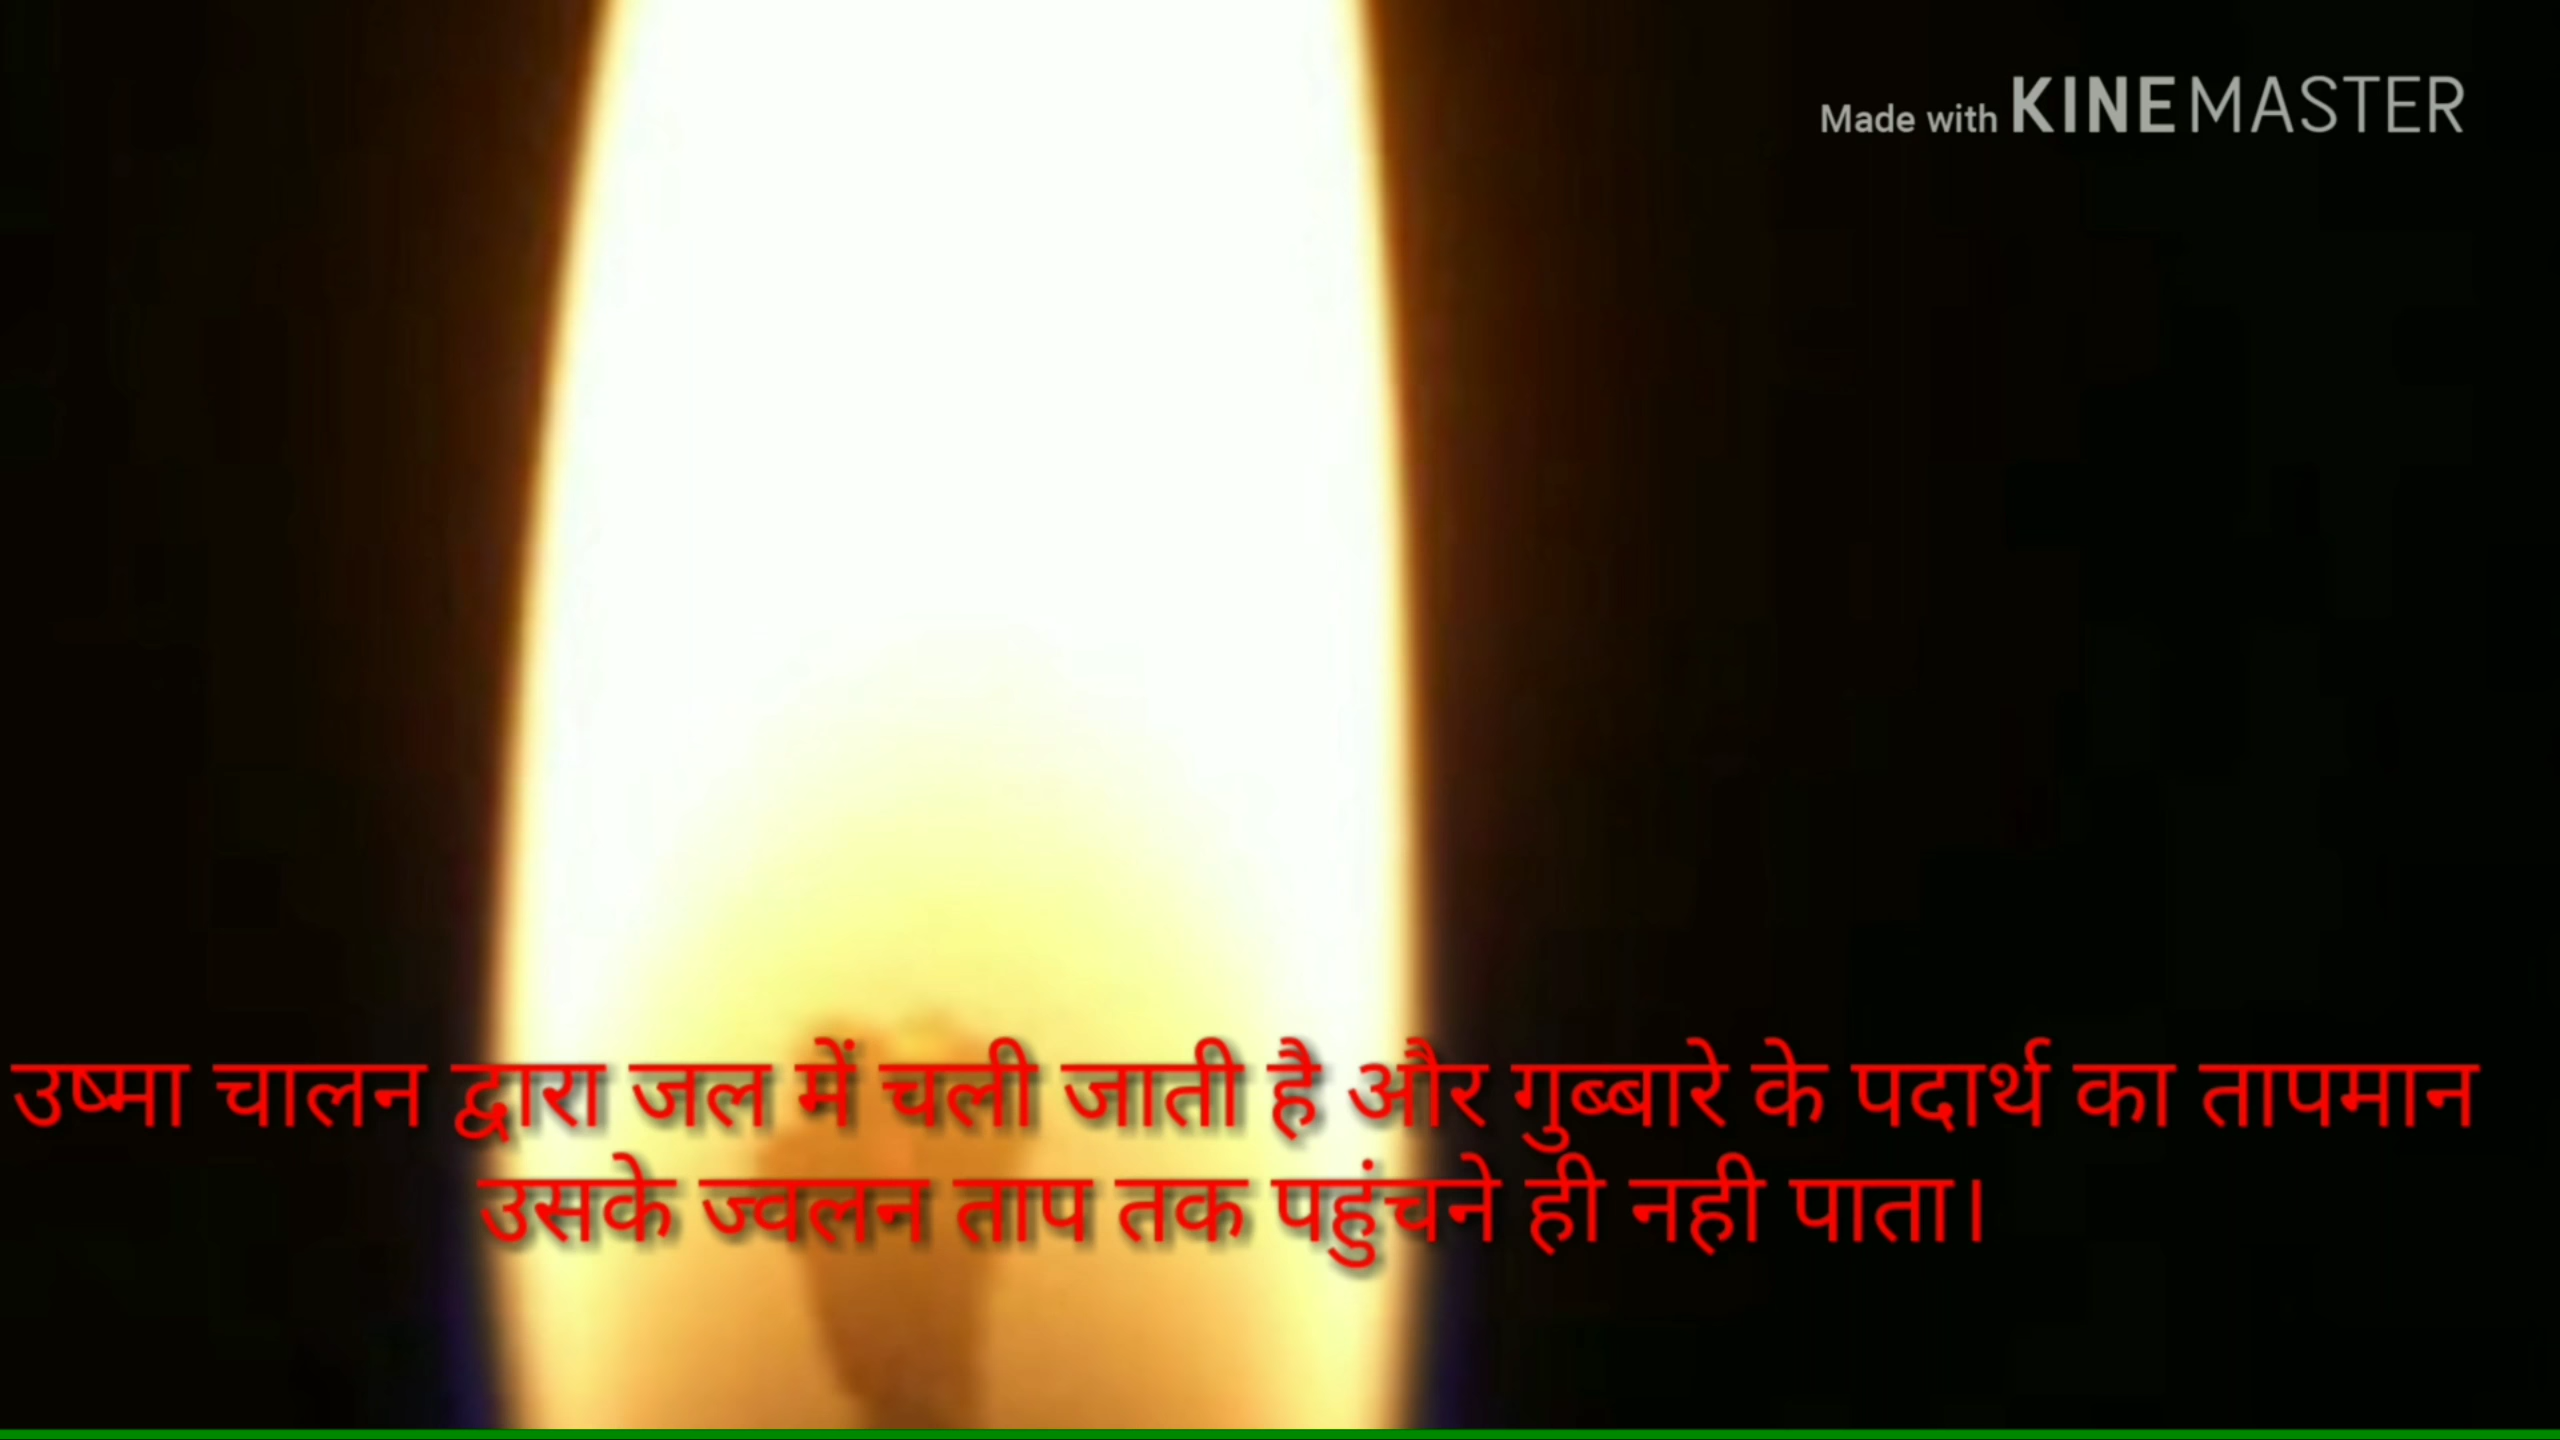 Made with KINEMASTER
उष्मा चालन द्वारा जल में चली जाती है और गुब्बारे के पदार्थ का तापमान
उसके ज्वलन ताप तक पहुंचने ही नही पाता।